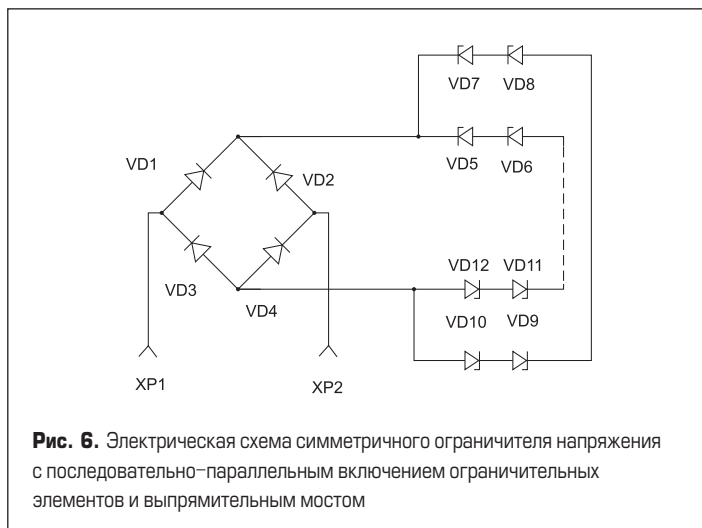 VD7 VD8
VD1
VD2
VD5 VD6
VD12 VD11
VD3
VD4
VD10 VD9
XP1
XP2
Рис. 6. Электрическая схема симметричного ограничителя напряжения
с последовательно–параллельным включением ограничительных
элементов и выпрямительным мостом